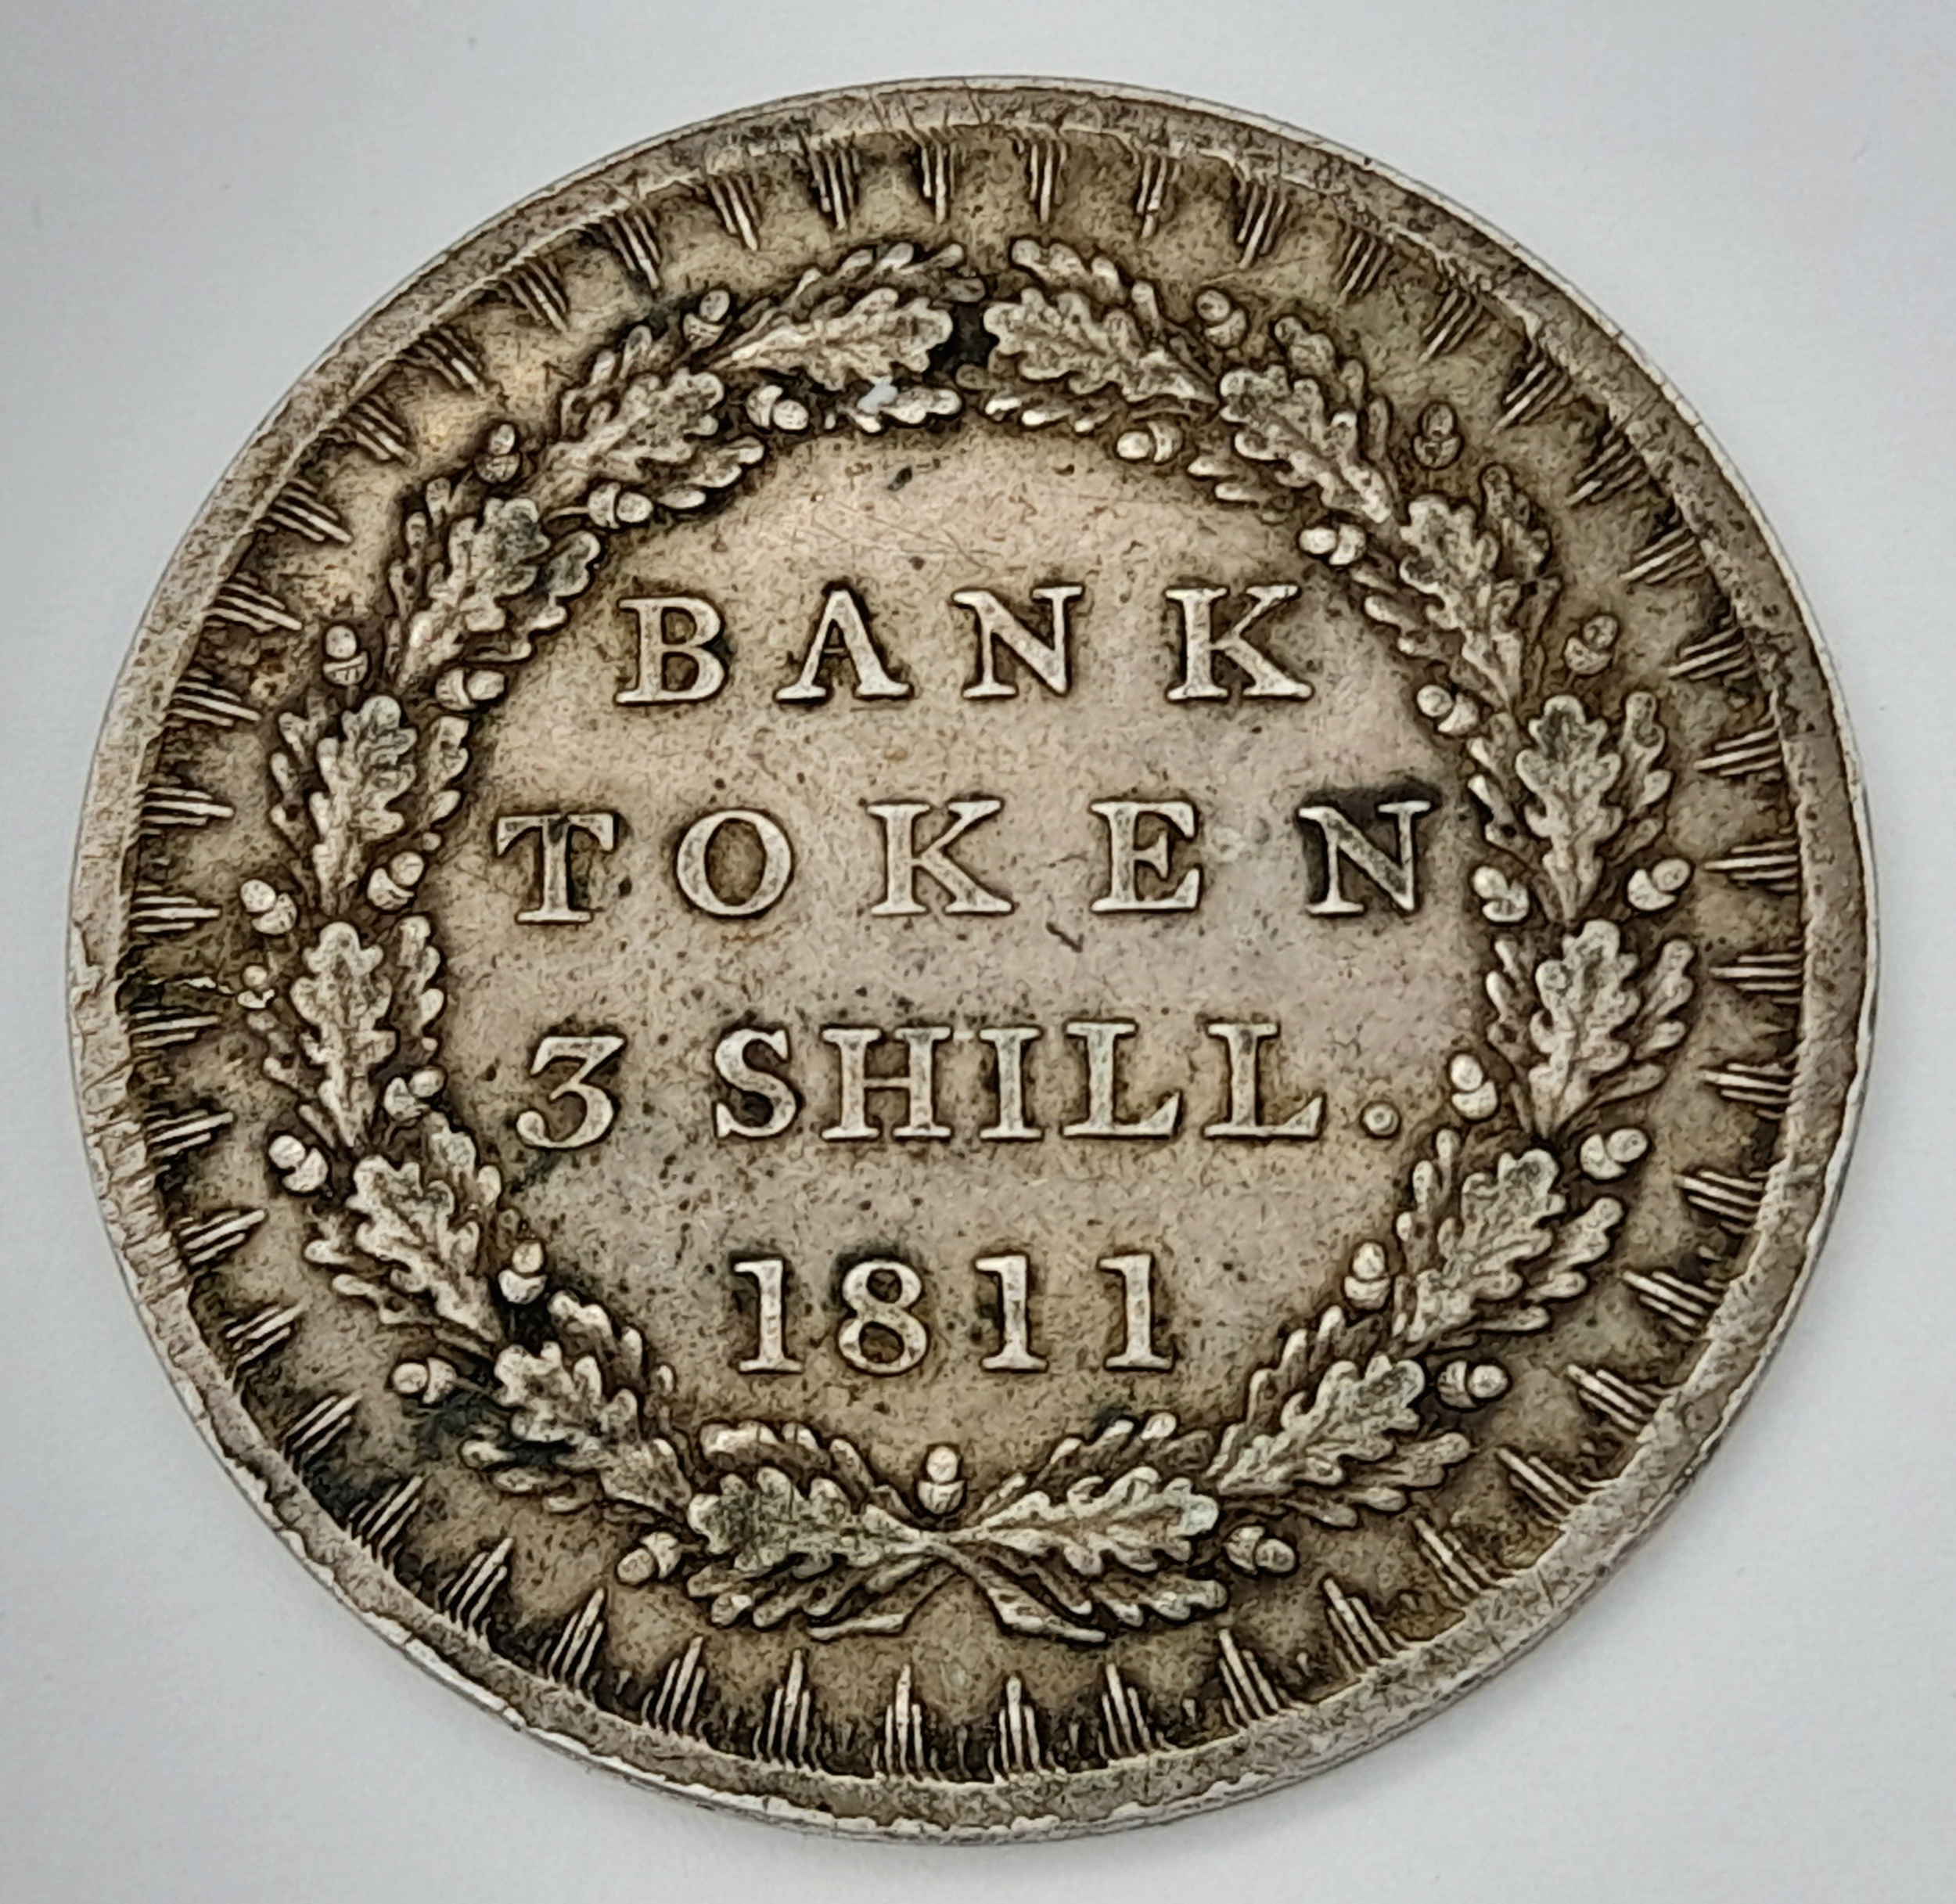 BANK
TOKEN
3 SHILL.
1811